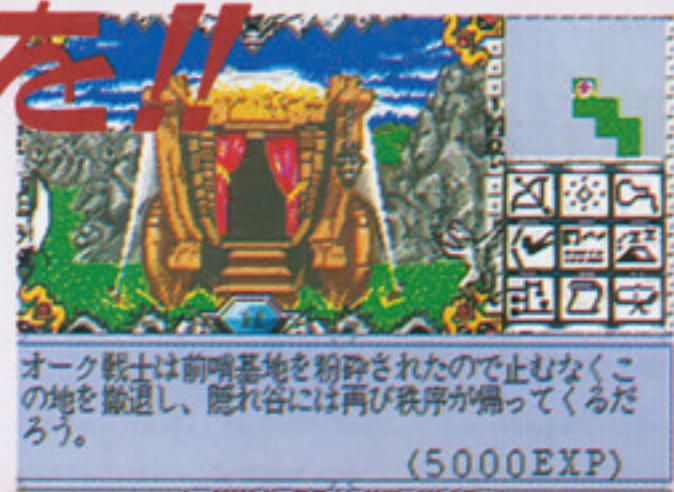 を!!
オーク戦士は前哨基地を粉砕されたので止むなくこ
の地を撤退し、隠れ谷には再び秩序が帰ってくるだ
ろう。
(5000EXP)